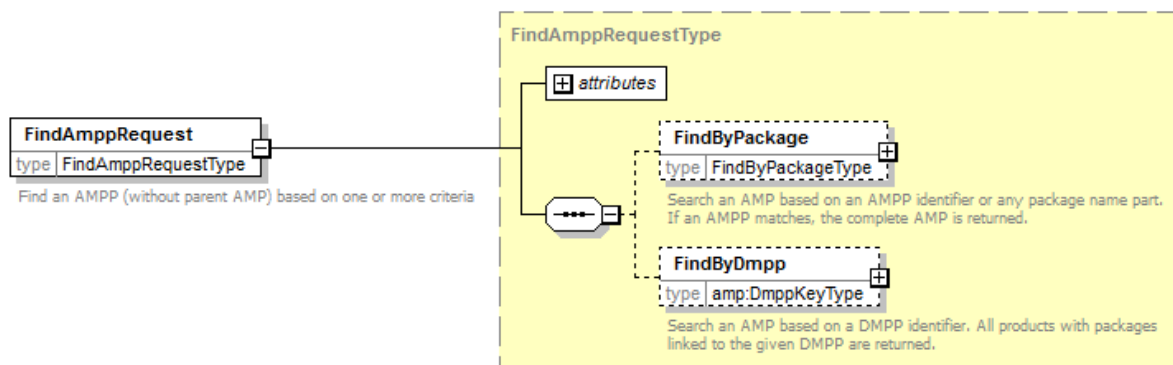 FindAmppRequestType
attributes
FindAmppRequest
type FindAmppRequestType
Find an AMPP (without parent AMP) based on one or more criteria
FindByPackage
type FindByPackageType
Search an AMP based on an AMPP identifier or any package name part.
If an AMPP matches, the complete AMP is returned.
FindByDmpp
type amp:DmppKeyType
Search an AMP based on a DMPP identifier. All products with packages
linked to the given DMPP are returned.